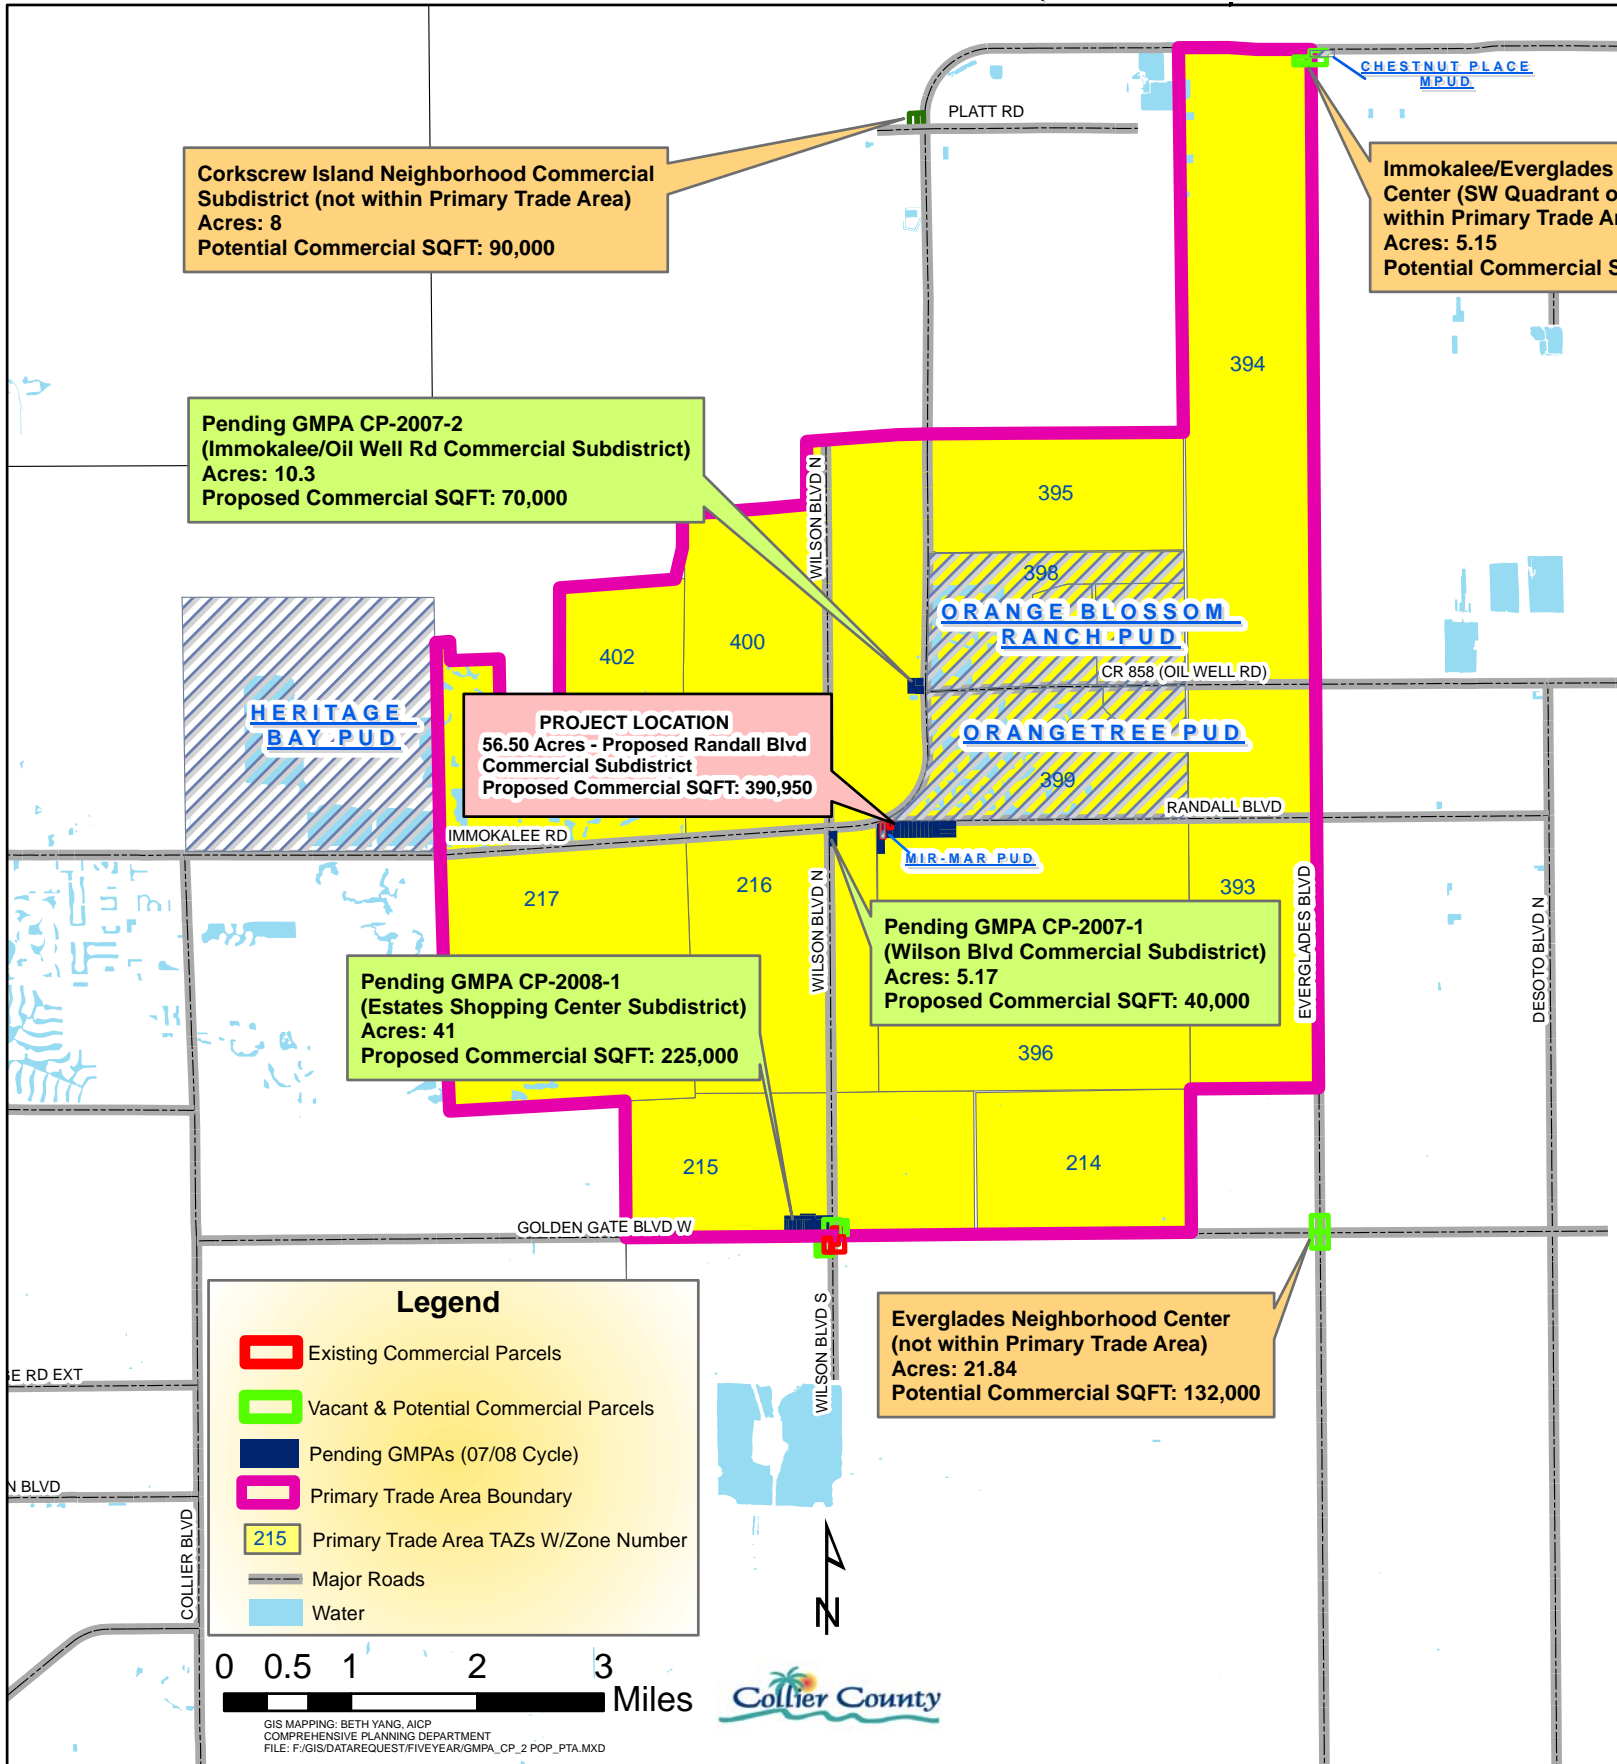 CHESTNUT PLACE
MPUD
PLATT RD
Corkscrew Island Neighborhood Commercial
Subdistrict (not within Primary Trade Area)
Acres: 8
Potential Commercial SQFT: 90,000
Immokalee/Everglades
Center (SW Quadrant
within Primary Trade
Acres: 5.15
Potential Commercial
394
Pending GMPA CP-2007-2
(Immokalee/Oil Well Rd Commercial Subdistrict)
Acres: 10.3
Proposed Commercial SQFT: 70,000
WILSON BLVD N
395
398
ORANGE BLOSSOM
RANCH PUD
402
400
CR 858 (OIL WELL RD)
HERITAGE
BAY PUD
PROJECT LOCATION
56.50 Acres - Proposed Randall Blvd
Commercial Subdistrict
Proposed Commercial SQFT: 390,950
ORANGETREE PUD
399
RANDALL BLVD
IMMOKALEE RD
MIR-MAR PUD
217
216
393
WILSON BLVD N
EVERGLADES BLVD
DESOTO BLVD N
Pending GMPA CP-2007-1
(Wilson Blvd Commercial Subdistrict)
Acres: 5.17
Proposed Commercial SQFT: 40,000
Pending GMPA CP-2008-1
(Estates Shopping Center Subdistrict)
Acres: 41
Proposed Commercial SQFT: 225,000
396
215
214
GOLDEN GATE BLVD W
WILSON BLVD S
Everglades Neighborhood Center
(not within Primary Trade Area)
Acres: 21.84
Potential Commercial SQFT: 132,000
RD EXT
BLVD
COLLIER BLVD
Legend
Existing Commercial Parcels
Vacant & Potential Commercial Parcels
Pending GMPAs (07/08 Cycle)
Primary Trade Area Boundary
215 Primary Trade Area TAZs W/Zone Number
Major Roads
Water
N
0 0.5 1 2 3
Miles
Collier County
GIS MAPPING: BETH YANG, AICP
COMPREHENSIVE PLANNING DEPARTMENT
FILE: F:/GIS/DATAREQUEST/FIVEYEAR/GMPA_CP_2 POP_PTA.MXD